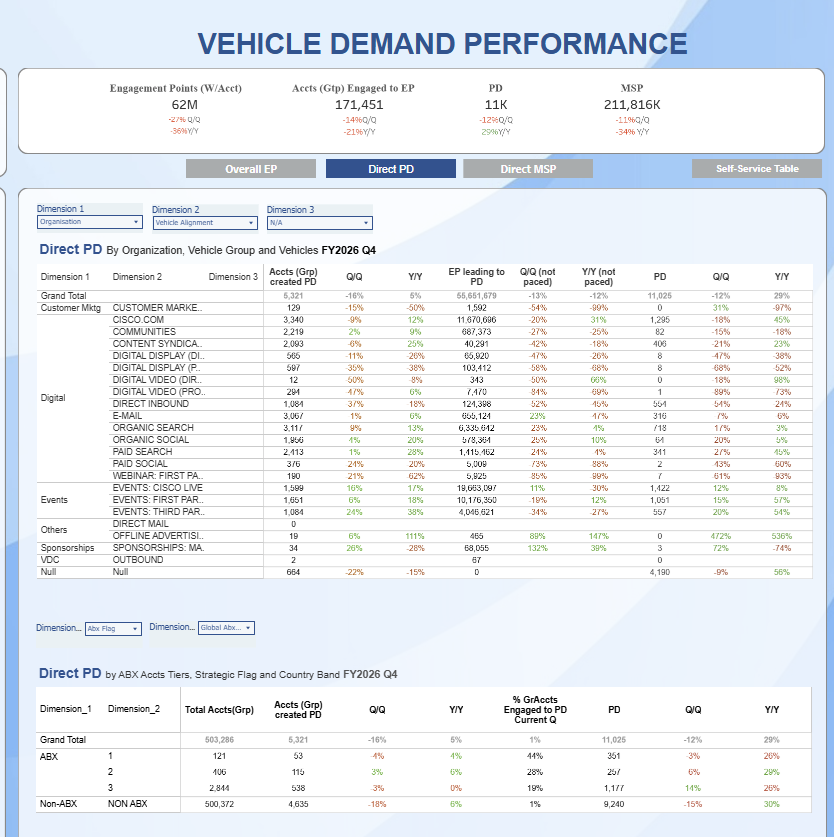 VEHICLE DEMAND PERFORMANCE
Engagement Points (W/Acct) Accts (Gtp) Engaged to EP PD MSP
62M 171,451 11K 211,816K
-27% Q/Q -14%Q/Q -12%Q/Q -11%Q/Q
-36%Y/Y -21%Y/Y 29%Y/Y -34% Y/Y
Overall EP Direct PD Direct MSP Self-Service Table
Dimension 1 Dimension 2 Dimension 3
Organisation Vehicle Alignment N/A
Direct PD By Organization, Vehicle Group and Vehicles FY2026 Q4
Dimension 1 Dimension 2 Dimension 3 Accts (Grp) created PD Q/Q Y/Y EP leading to PD Q/Q (not paced) Y/Y (not paced) PD Q/Q Y/Y
Grand Total 5,321 -16% 5% 55,651,679 -13% -12% 11,025 -12% 29%
Customer Mktg CUSTOMER MARKE.. 129 -15% -50% 1,592 -54% -99% 0 31% -97%
Digital CISCO.COM 3,340 -9% 12% 11,670,696 -20% 31% 1,295 -18% 45%
COMMUNITIES 2,219 2% 9% 687,373 -27% -25% 82 -15% -18%
CONTENT SYNDICA.. 2,093 -6% 25% 40,291 -42% -18% 406 -21% 23%
DIGITAL DISPLAY (DI.. 565 -11% -26% 65,920 -47% -26% 8 -47% -38%
DIGITAL DISPLAY (P.. 597 -35% -38% 103,412 -58% -68% 8 -68% -52%
DIGITAL VIDEO (DIR.. 12 -50% -8% 343 -50% 66% 0 -18% 98%
DIGITAL VIDEO (PRO.. 294 -47% 6% 7,470 -84% -69% 1 -89% -73%
DIRECT INBOUND 1,084 -37% -18% 124,398 -52% -45% 554 -54% -24%
E-MAIL 3,067 1% 6% 655,124 23% 47% 316 7% 6%
ORGANIC SEARCH 3,117 9% 13% 6,335,642 23% 47% 718 17% 3%
ORGANIC SOCIAL 1,956 4% 20% 578,364 25% 10% 64 20% 5%
PAID SEARCH 2,413 1% 28% 1,415,462 24% 4% 341 27% 45%
PAID SOCIAL 376 24% 20% 5,009 73% 88% 2 43% 60%
WEBINAR: FIRST PA.. 190 -21% -62% 5,925 -85% -99% 7 -61% -93%
Events EVENTS: CISCO LIVE 1,599 16% 17% 19,663,097 11% -30% 1,422 12% 8%
EVENTS: FIRST PAR.. 1,651 6% 18% 10,176,350 -19% 12% 1,051 15% 57%
EVENTS: THIRD PAR.. 1,084 24% 38% 4,046,621 -34% -27% 557 20% 54%
Others DIRECT MAIL 0
OFFLINE ADVERTISI.. 19 6% 111% 465 89% 147% 0 472% 536%
Sponsorships SPONSORSHIPS: MA.. 34 26% -28% 68,055 132% 39% 3 72% -74%
VDC OUTBOUND 2 67 0
Null Null 664 -22% -15% 0 4,190 -9% 56%
Dimension... Abx Flag Dimension... Global Abx...
Direct PD by ABX Accts Tiers, Strategic Flag and Country Band FY2026 Q4
Dimension_1 Dimension_2 Total Accts(Grp) Accts (Grp) created PD Q/Q Y/Y % GrAccts Engaged to PD Current Q PD Q/Q Y/Y
Grand Total 503,286 5,321 -16% 5% 1% 11,025 -12% 29%
ABX 1 121 53 -4% 4% 44% 351 -3% 26%
2 406 115 3% 6% 28% 257 6% 29%
3 2,844 538 -3% 0% 19% 1,177 14% 26%
Non-ABX NON ABX 500,372 4,635 -18% 6% 1% 9,240 -15% 30%